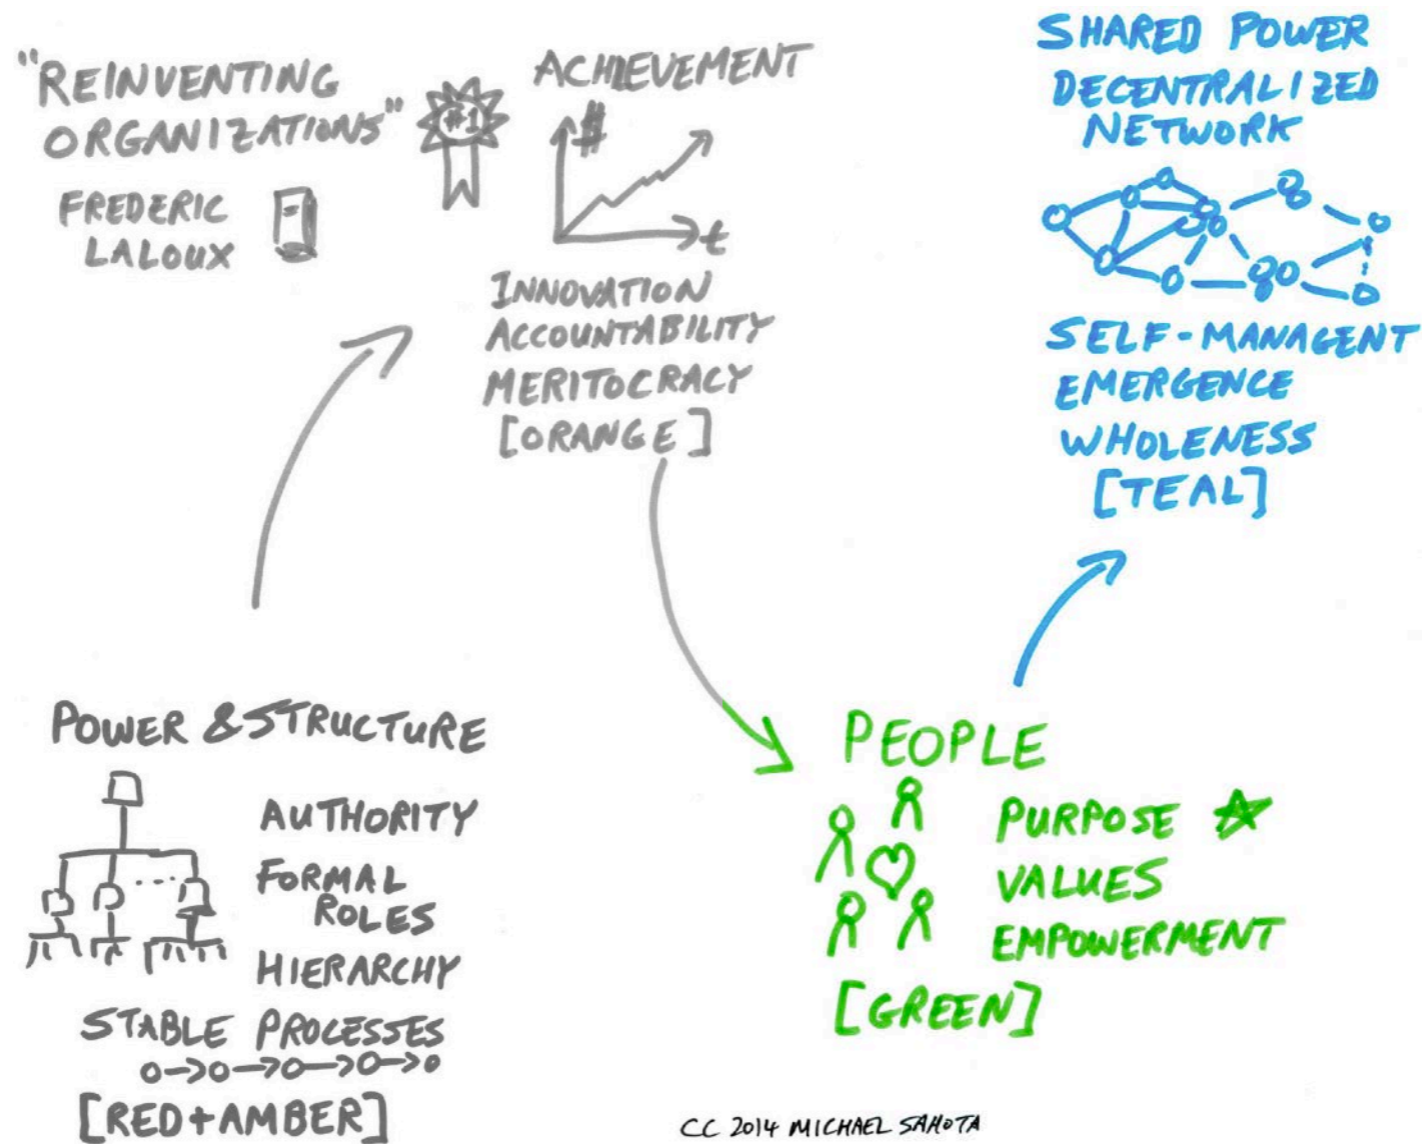 "REINVENTING
ORGANIZATIONS"
FREDERIC
LALOUX
#1
ACHIEVEMENT
$
t
INNOVATION
ACCOUNTABILITY
MERITOCRACY
[ORANGE]
SHARED POWER
DECENTRALIZED
NETWORK
SELF-MANAGENT
EMERGENCE
WHOLENESS
[TEAL]
POWER & STRUCTURE
AUTHORITY
FORMAL
ROLES
HIERARCHY
STABLE PROCESSES
[RED+AMBER]
PEOPLE
PURPOSE
VALUES
EMPOWERMENT
[GREEN]
CC 2014 MICHAEL SAHOTA